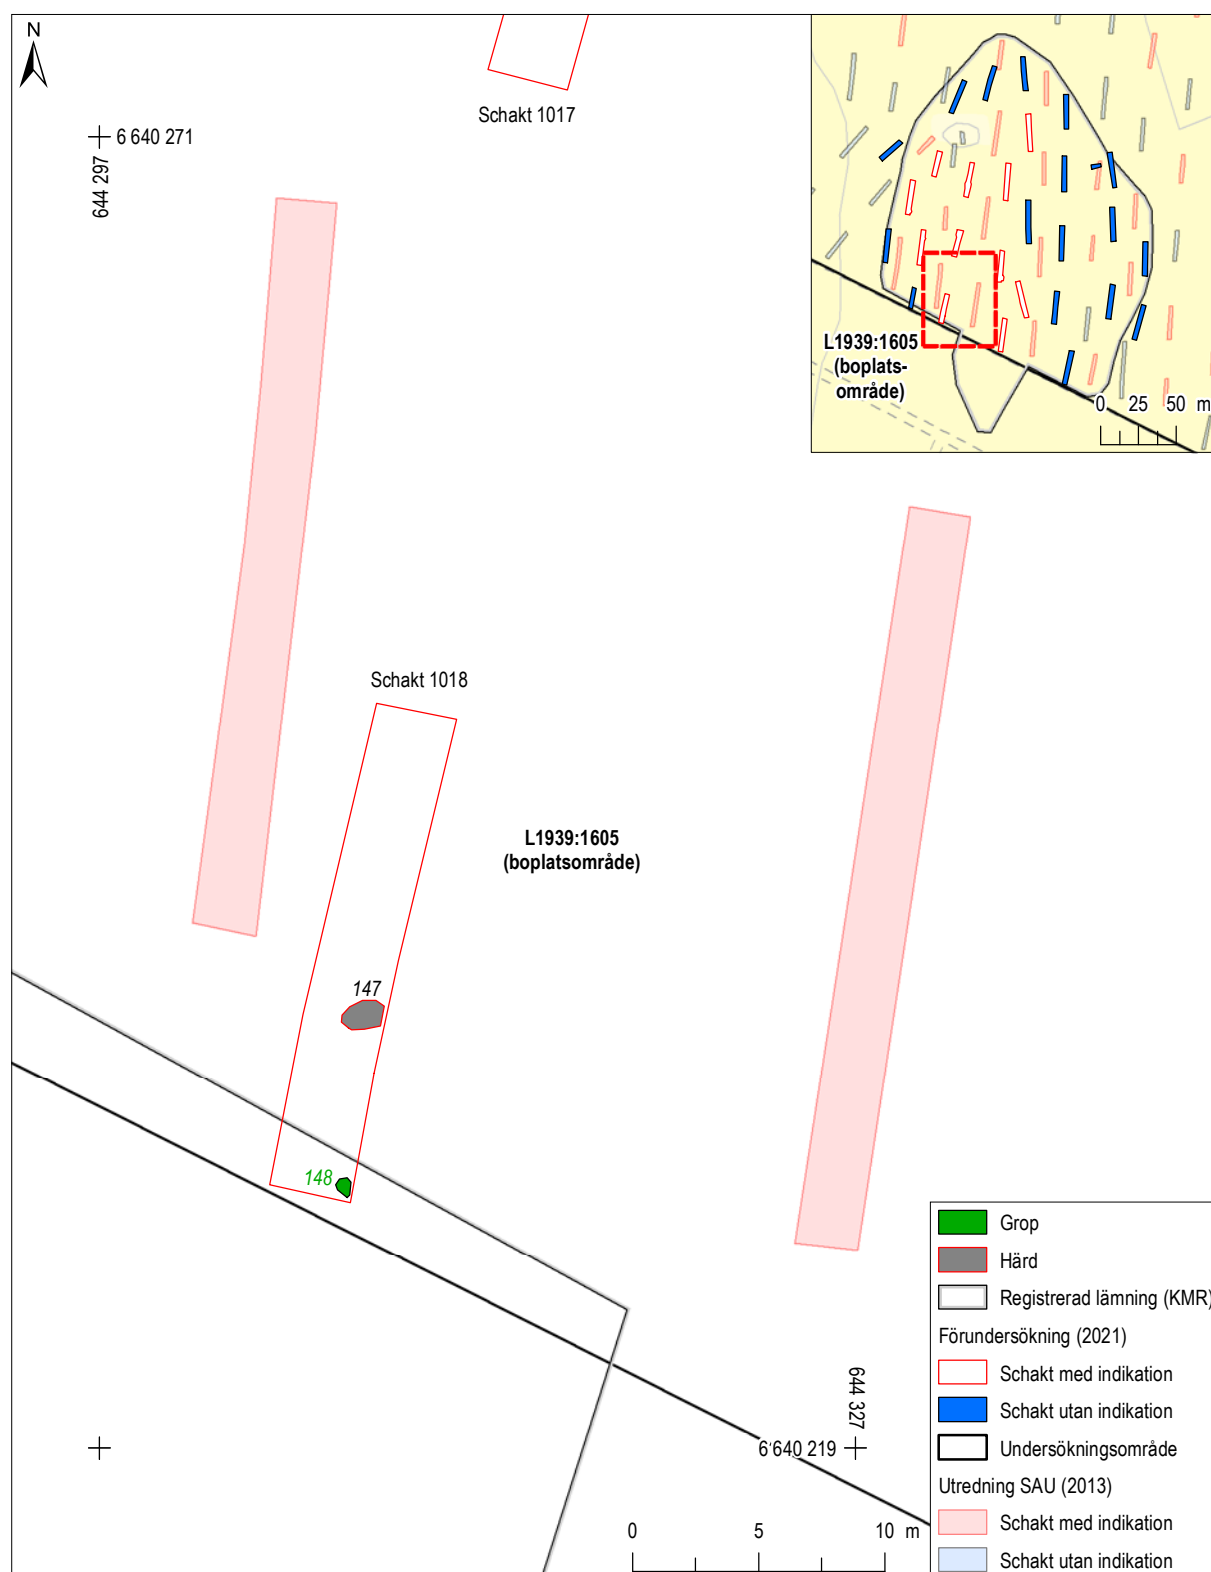 N
Schakt 1017
6 640 271
644 297
L1939:1605
(boplats-
område)
0 25 50 m
Schakt 1018
L1939:1605
(boplatsområde)
147
148
644 327
6 640 219
0 5 10 m
Grop
Härd
Registrerad lämning (KMR)
Förundersökning (2021)
Schakt med indikation
Schakt utan indikation
Undersökningsområde
Utredning SAU (2013)
Schakt med indikation
Schakt utan indikation